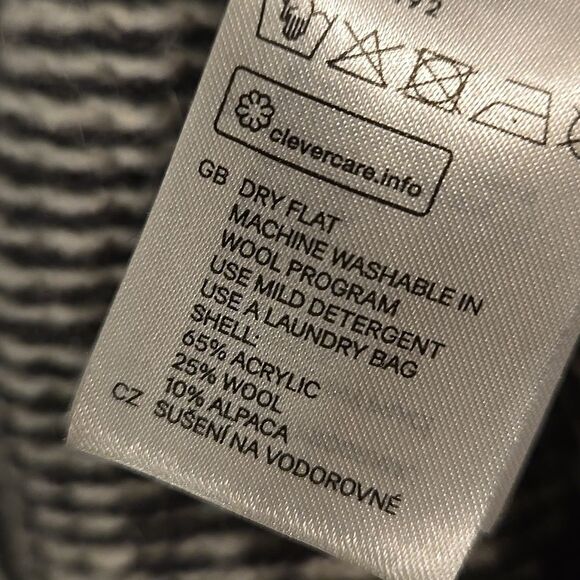 clevercare.info
GB DRY FLAT
MACHINE WASHABLE IN
WOOL PROGRAM
USE MILD DETERGENT
USE A LAUNDRY BAG
SHELL:
65% ACRYLIC
25% WOOL
10% ALPACA
CZ SUŠENÍ NA VODOROVNÉ